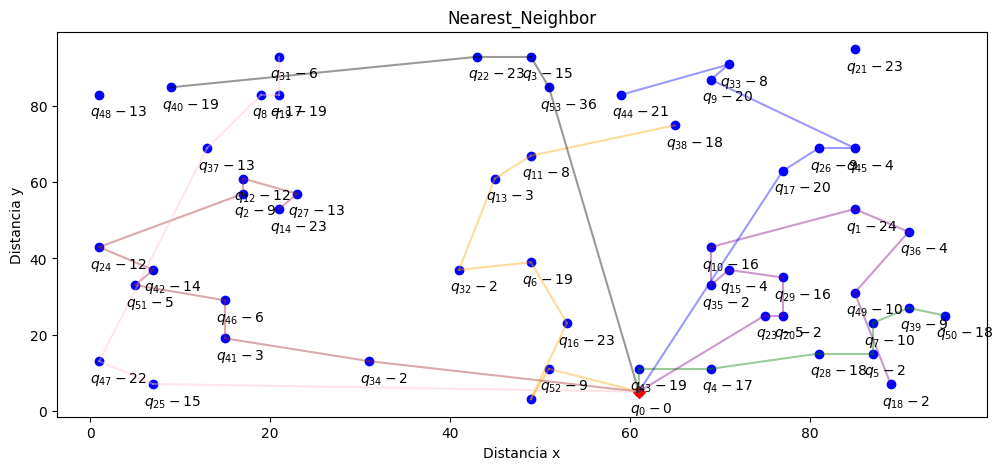 Nearest_Neighbor
q31 − 6
q22 − 23
q3 − 15
q21 − 23
q33 − 8
q40 − 19
q53 − 36
q9 − 20
q48 − 13
q8 − 17
q19 − 19
q44 − 21
q38 − 18
q37 − 13
q11 − 8
q26 − 9
q45 − 4
q12 − 12
q13 − 3
q17 − 20
q2 − 9
q27 − 13
q14 − 23
q1 − 24
q36 − 4
q24 − 12
q10 − 16
q42 − 14
q32 − 2
q6 − 19
q15 − 4
q29 − 16
q51 − 5
q35 − 2
q49 − 10
q46 − 6
q39 − 9
q16 − 23
q23 − 5
q20 − 2
q50 − 18
q41 − 3
q7 − 10
q47 − 22
q34 − 2
q52 − 9
q43 − 19
q4 − 17
q28 − 18
q5 − 2
q25 − 15
q0 − 0
q18 − 2
0
20
40
60
80
0
20
40
60
80
Distancia x
Distancia y